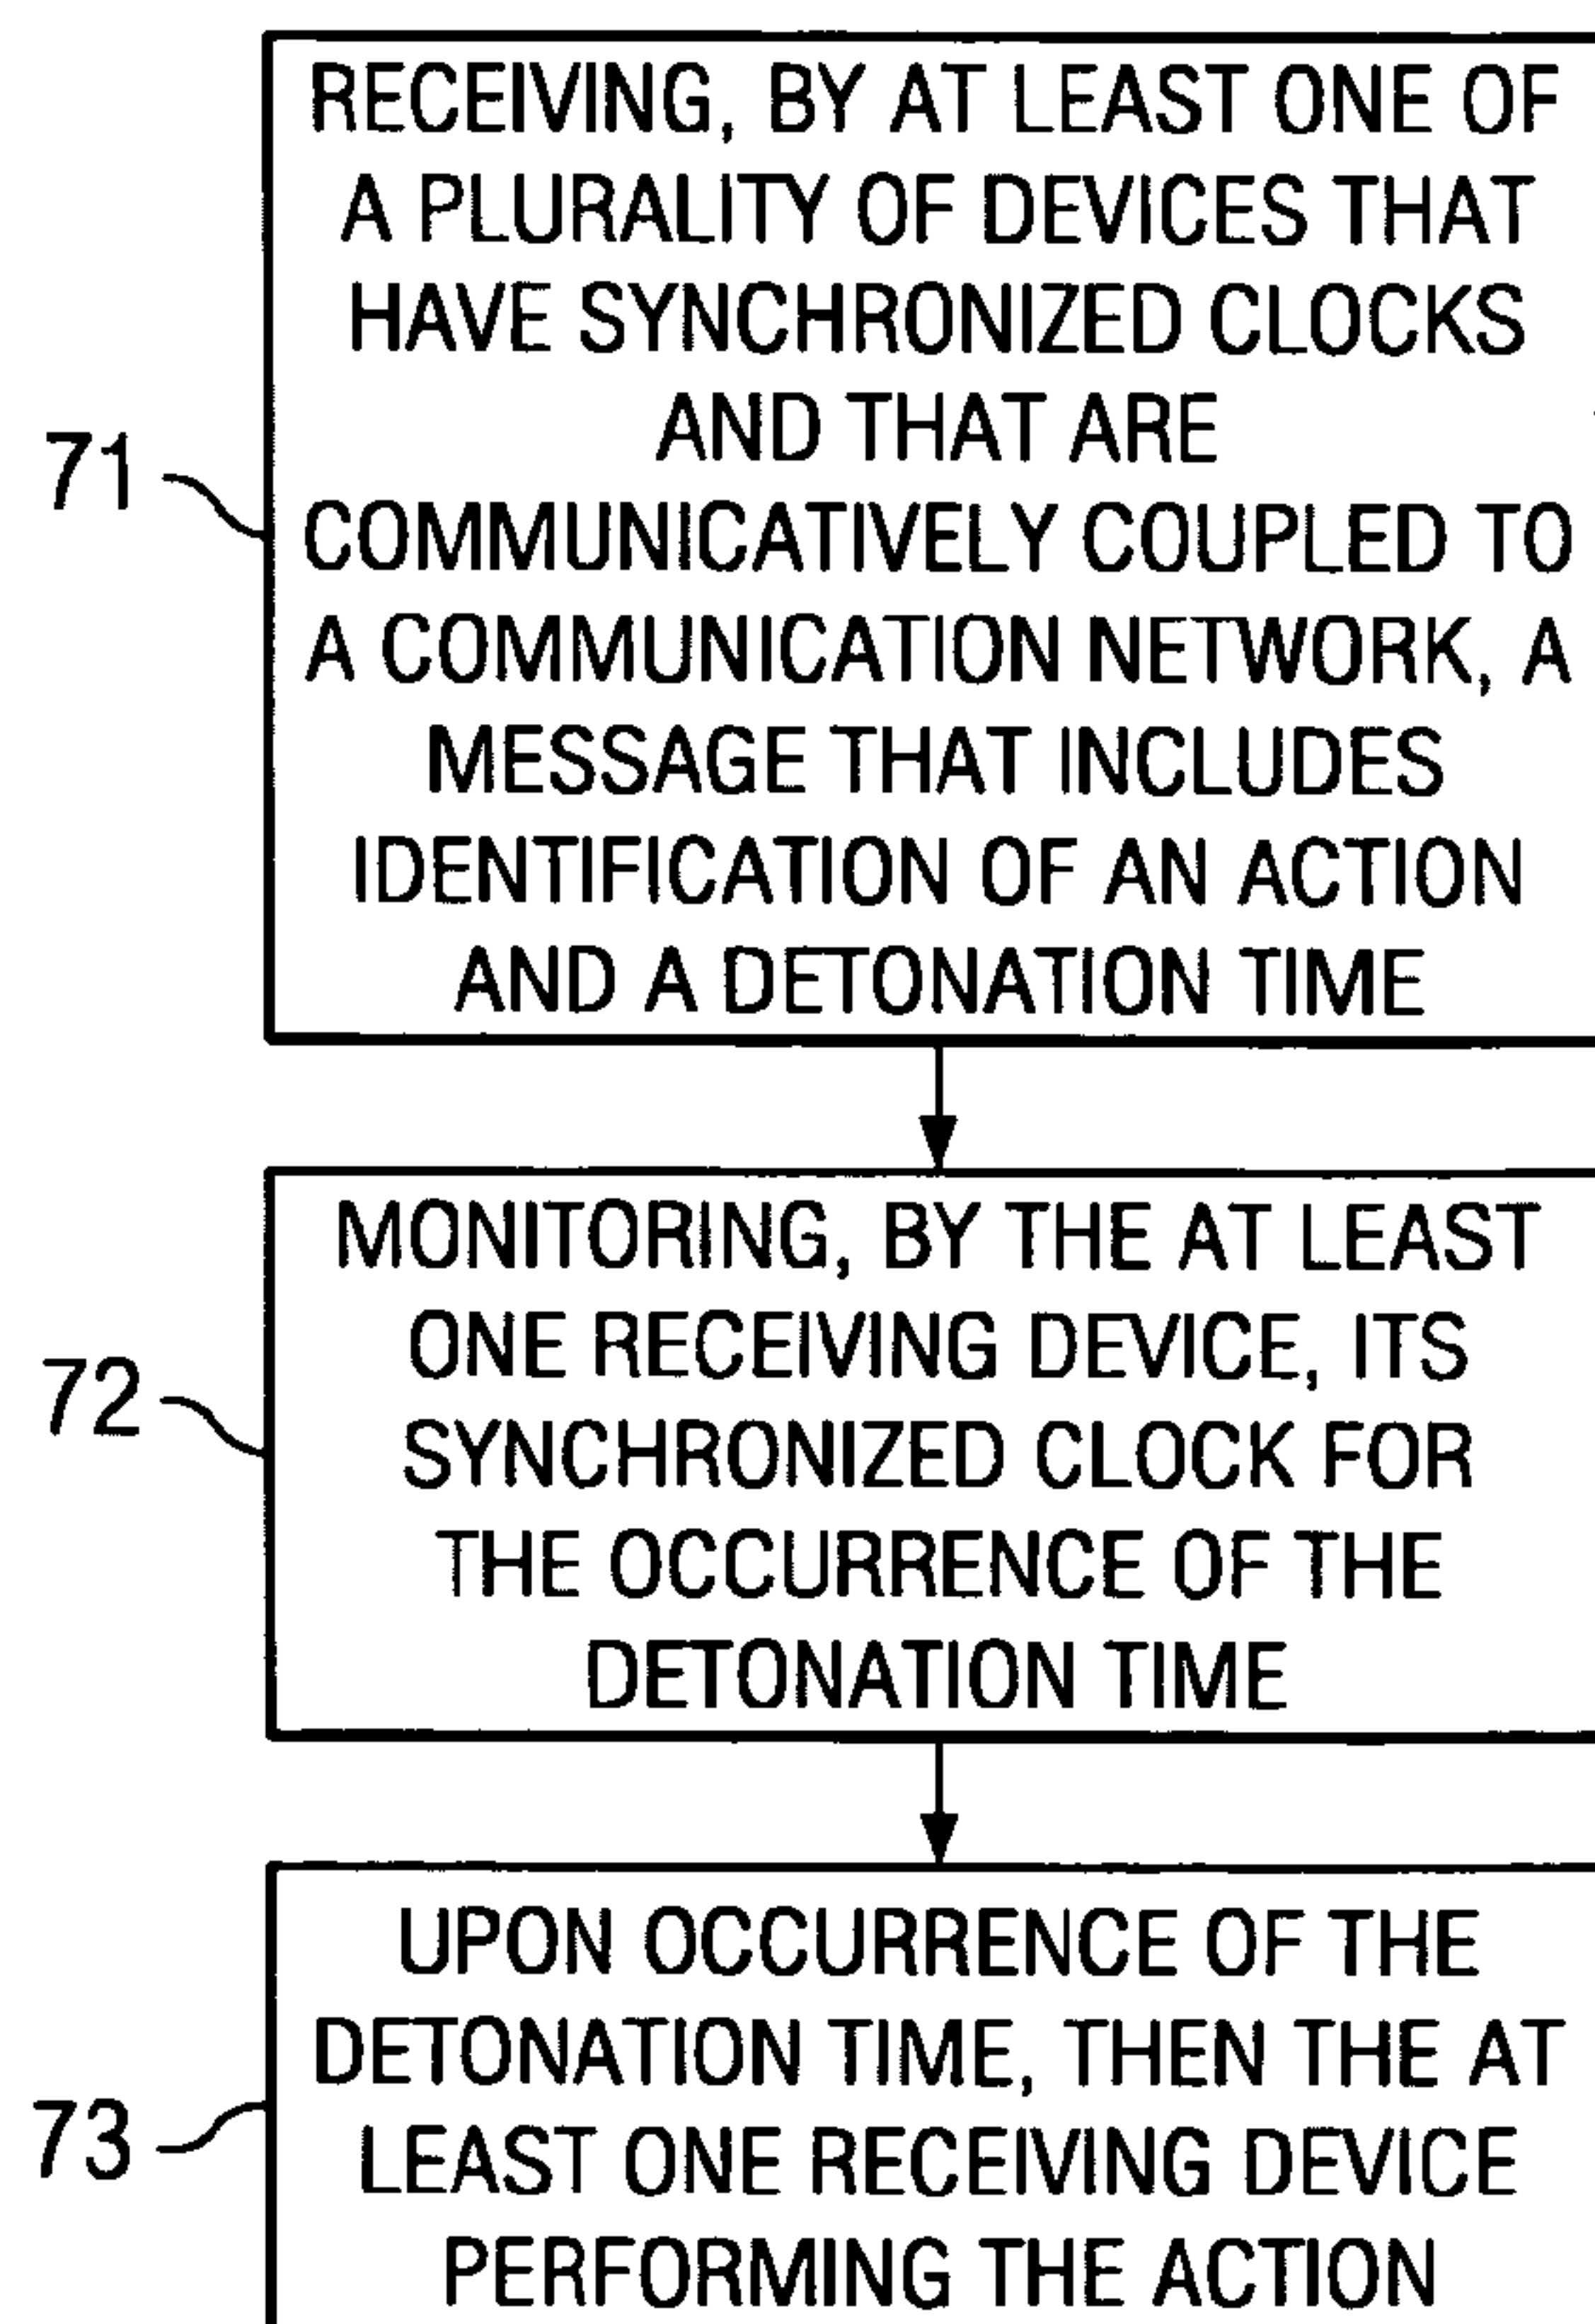 RECEIVING, BY AT LEAST ONE OF
A PLURALITY OF DEVICES THAT
HAVE SYNCHRONIZED CLOCKS
AND THAT ARE
71
COMMUNICATIVELY COUPLED TO
A COMMUNICATION NETWORK, A
MESSAGE THAT INCLUDES
IDENTIFICATION OF AN ACTION
AND A DETONATION TIME
MONITORING, BY THE AT LEAST
ONE RECEIVING DEVICE, ITS
72
SYNCHRONIZED CLOCK FOR
THE OCCURRENCE OF THE
DETONATION TIME
UPON OCCURRENCE OF THE
DETONATION TIME, THEN THE AT
73
LEAST ONE RECEIVING DEVICE
PERFORMING THE ACTION